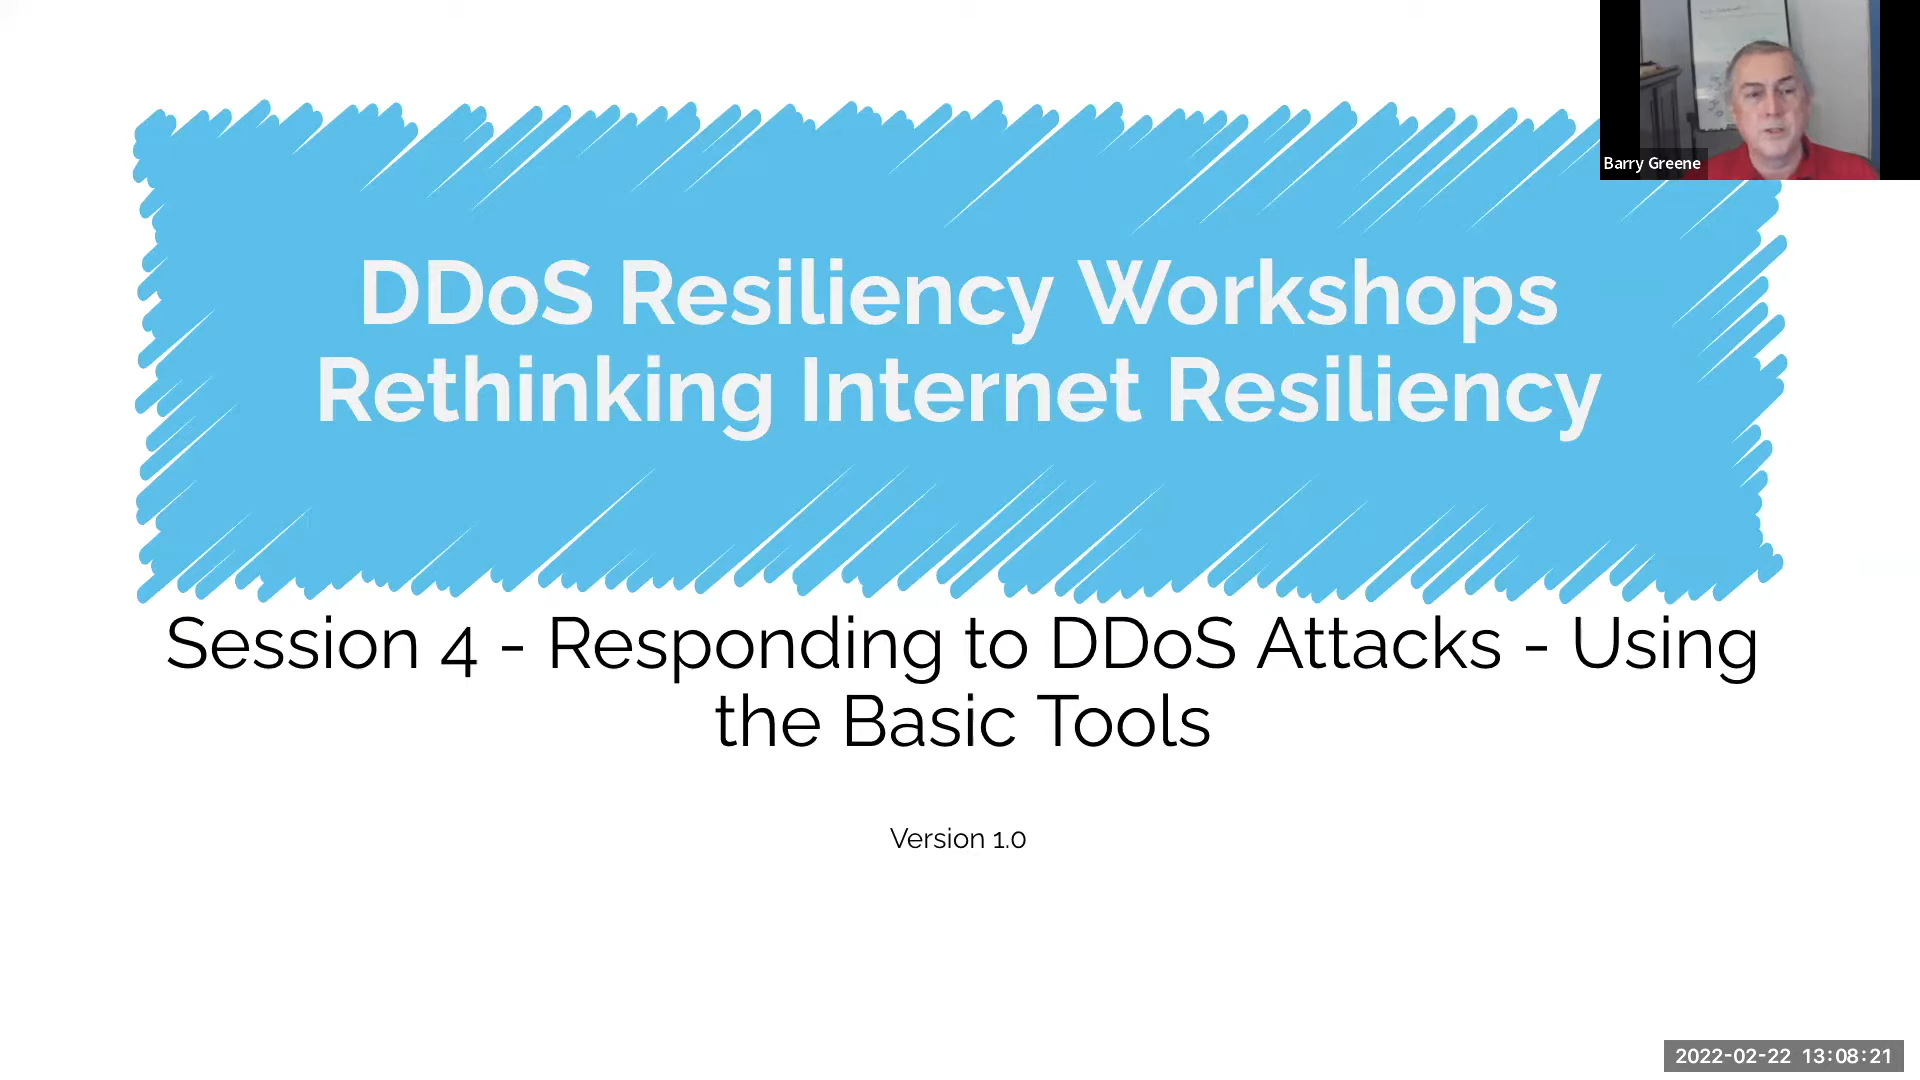 DDoS Resiliency Workshops
Rethinking Internet Resiliency
Barry Greene
Session 4 - Responding to DDoS Attacks - Using
the Basic Tools
Version 1.0
2022-02-22 13:08:21